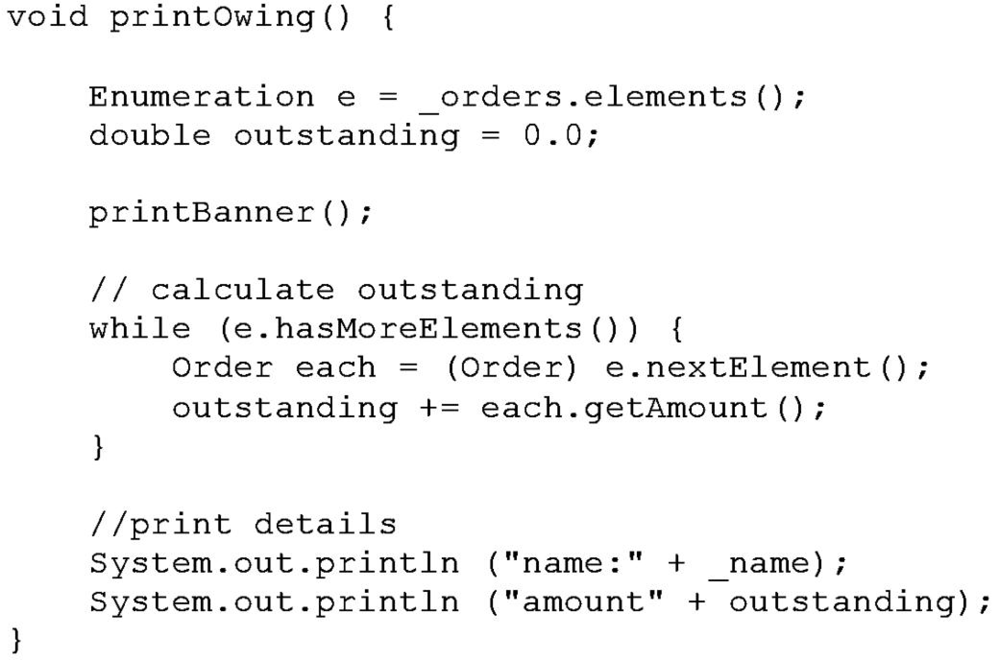 void printOwing() {
Enumeration e = _orders.elements();
double outstanding = 0.0;
printBanner();
// calculate outstanding
while (e.hasMoreElements()) {
Order each = (Order) e.nextElement();
outstanding += each.getAmount();
}
//print details
System.out.println ("name:" + _name);
System.out.println ("amount" + outstanding);
}